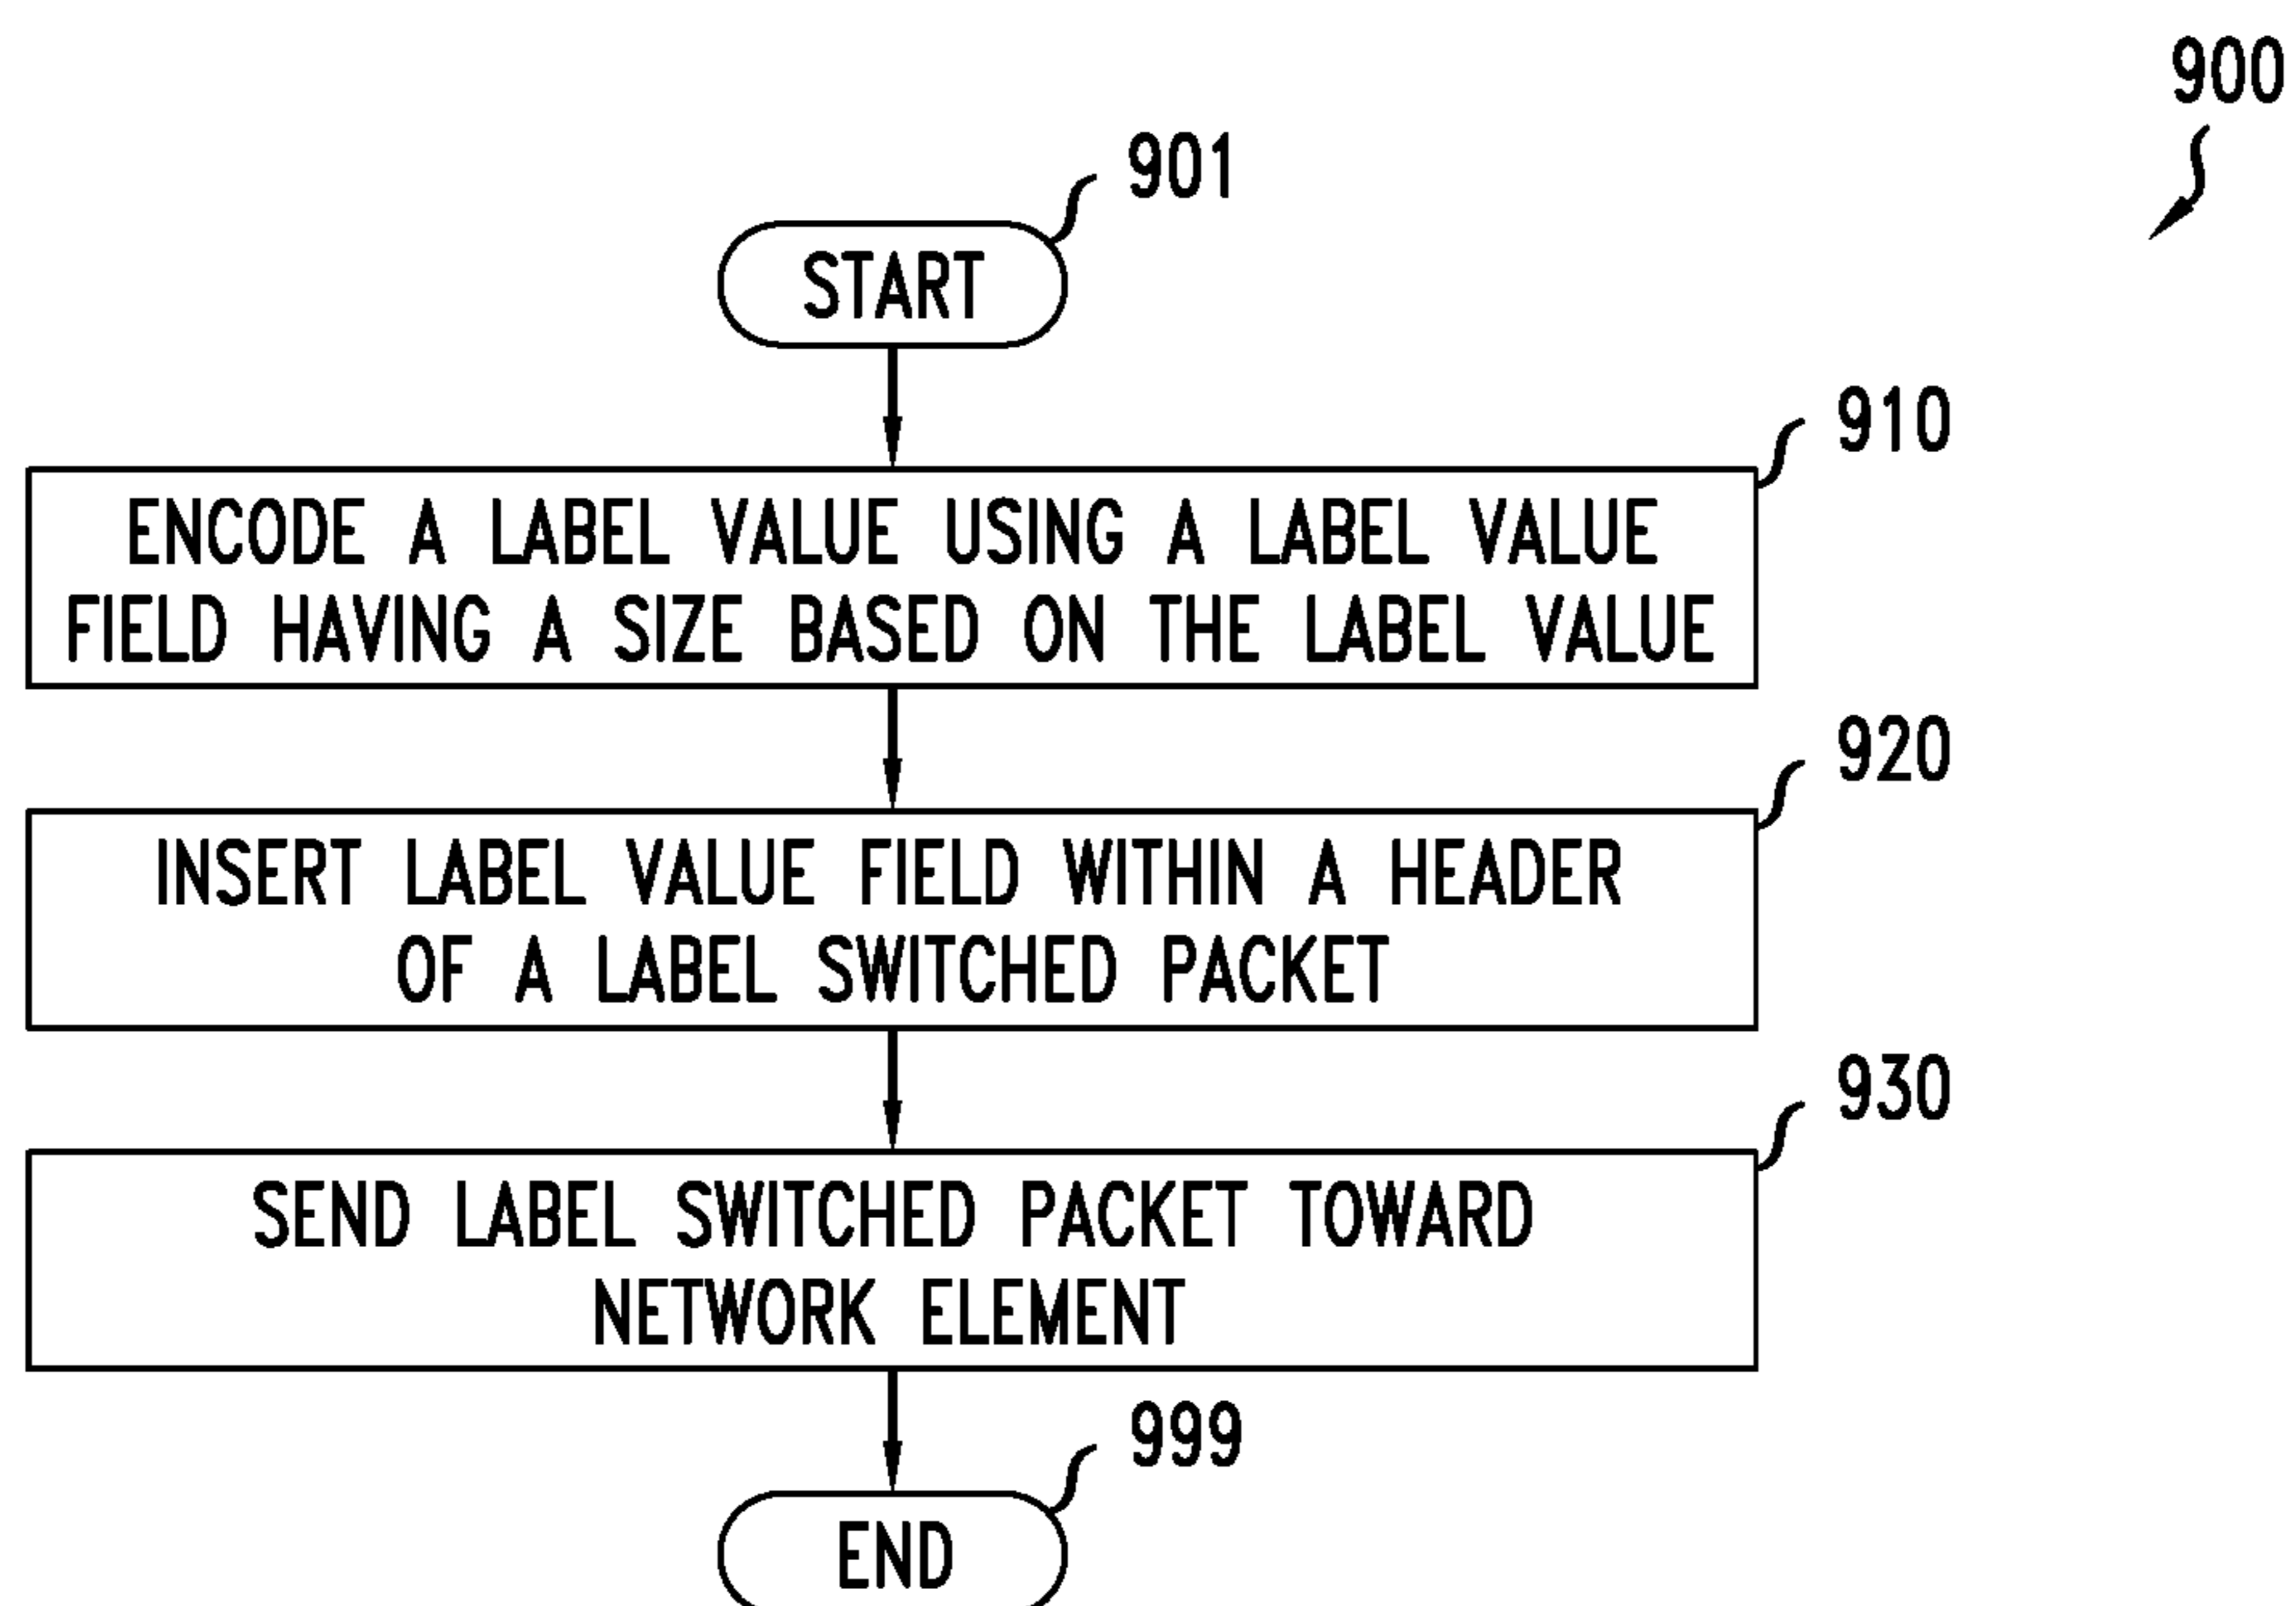 900
901
START
910
ENCODE A LABEL VALUE USING A LABEL VALUE
FIELD HAVING A SIZE BASED ON THE LABEL VALUE
920
INSERT LABEL VALUE FIELD WITHIN A HEADER
OF A LABEL SWITCHED PACKET
930
SEND LABEL SWITCHED PACKET TOWARD
NETWORK ELEMENT
999
END